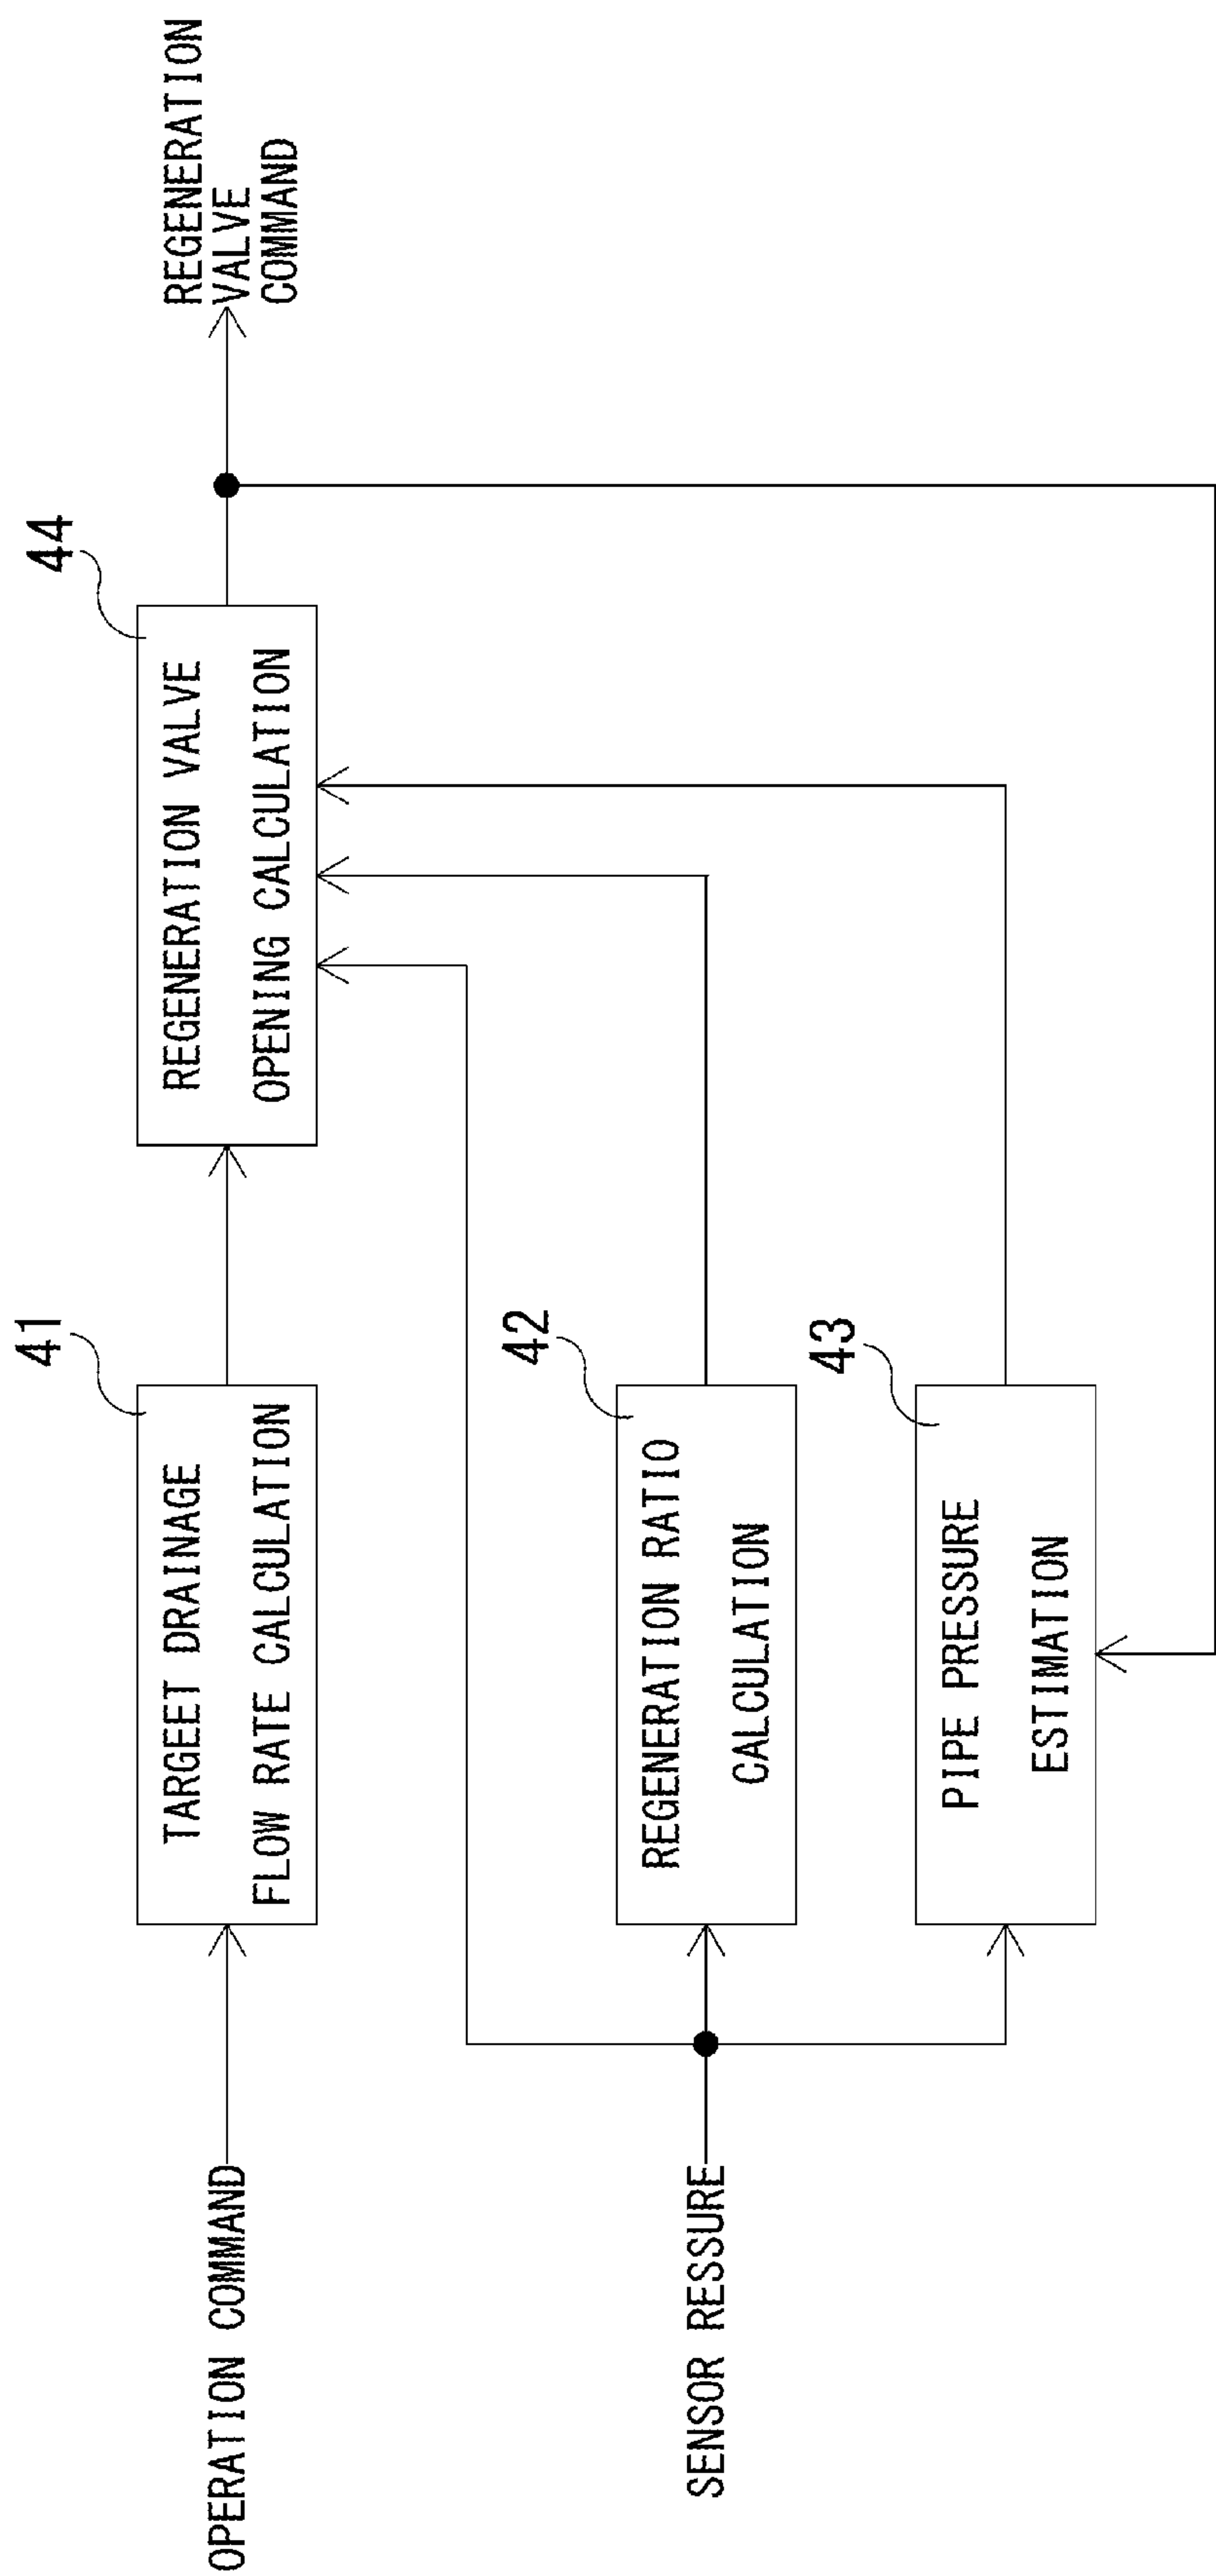 OPERATION COMMAND
41
TARGET DRAINAGE
FLOW RATE CALCULATION
44
REGENERATION VALVE
OPENING CALCULATION
REGENERATION
VALVE
COMMAND
SENSOR RESSURE
42
REGENERATION RATIO
CALCULATION
43
PIPE PRESSURE
ESTIMATION